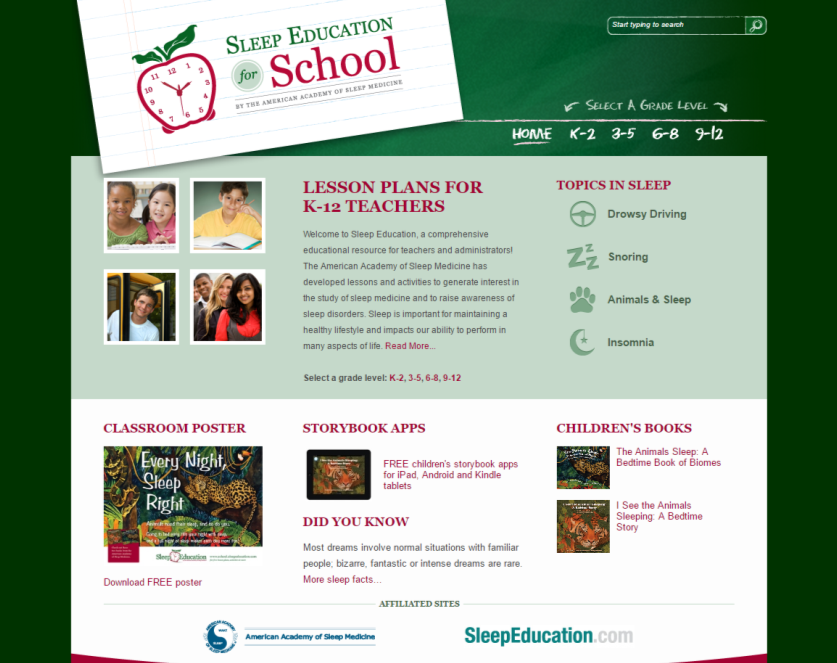 SLEEP EDUCATION
for School
BY THE AMERICAN ACADEMY OF SLEEP MEDICINE
Start typing to search
SELECT A GRADE LEVEL
HOME K-2 3-5 6-8 9-12
LESSON PLANS FOR
K-12 TEACHERS
Welcome to Sleep Education, a comprehensive
educational resource for teachers and administrators!
The American Academy of Sleep Medicine has
developed lessons and activities to generate interest in
the study of sleep medicine and to raise awareness of
sleep disorders. Sleep is important for maintaining a
healthy lifestyle and impacts our ability to perform in
many aspects of life. Read More...
Select a grade level: K-2, 3-5, 6-8, 9-12
TOPICS IN SLEEP
Drowsy Driving
Snoring
Animals & Sleep
Insomnia
CLASSROOM POSTER
Every Night,
Sleep
Right
Sleep Education
Download FREE poster
STORYBOOK APPS
FREE children's storybook apps
for iPad, Android and Kindle
tablets
DID YOU KNOW
Most dreams involve normal situations with familiar
people; bizarre, fantastic or intense dreams are rare.
More sleep facts...
CHILDREN'S BOOKS
The Animals Sleep: A
Bedtime Book of Biomes
I See the Animals
Sleeping: A Bedtime
Story
AFFILIATED SITES
American Academy of Sleep Medicine
SleepEducation.com